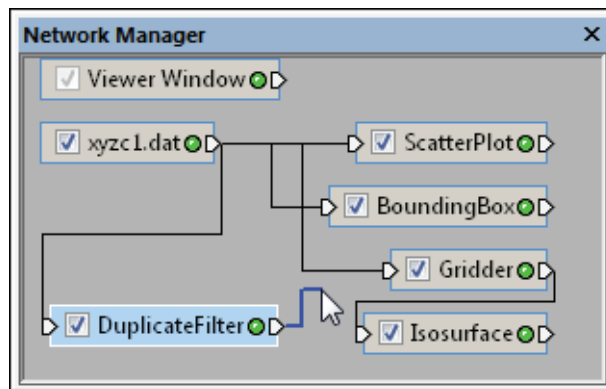 Network Manager
Viewer Window
xyzc1.dat
ScatterPlot
BoundingBox
Gridder
DuplicateFilter
Isosurface